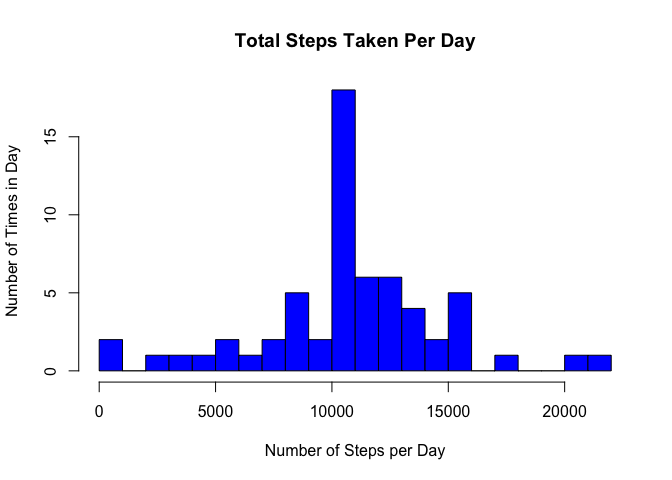 Total Steps Taken Per Day
Number of Times in Day
15
10
5
0
0 5000 10000 15000 20000
Number of Steps per Day